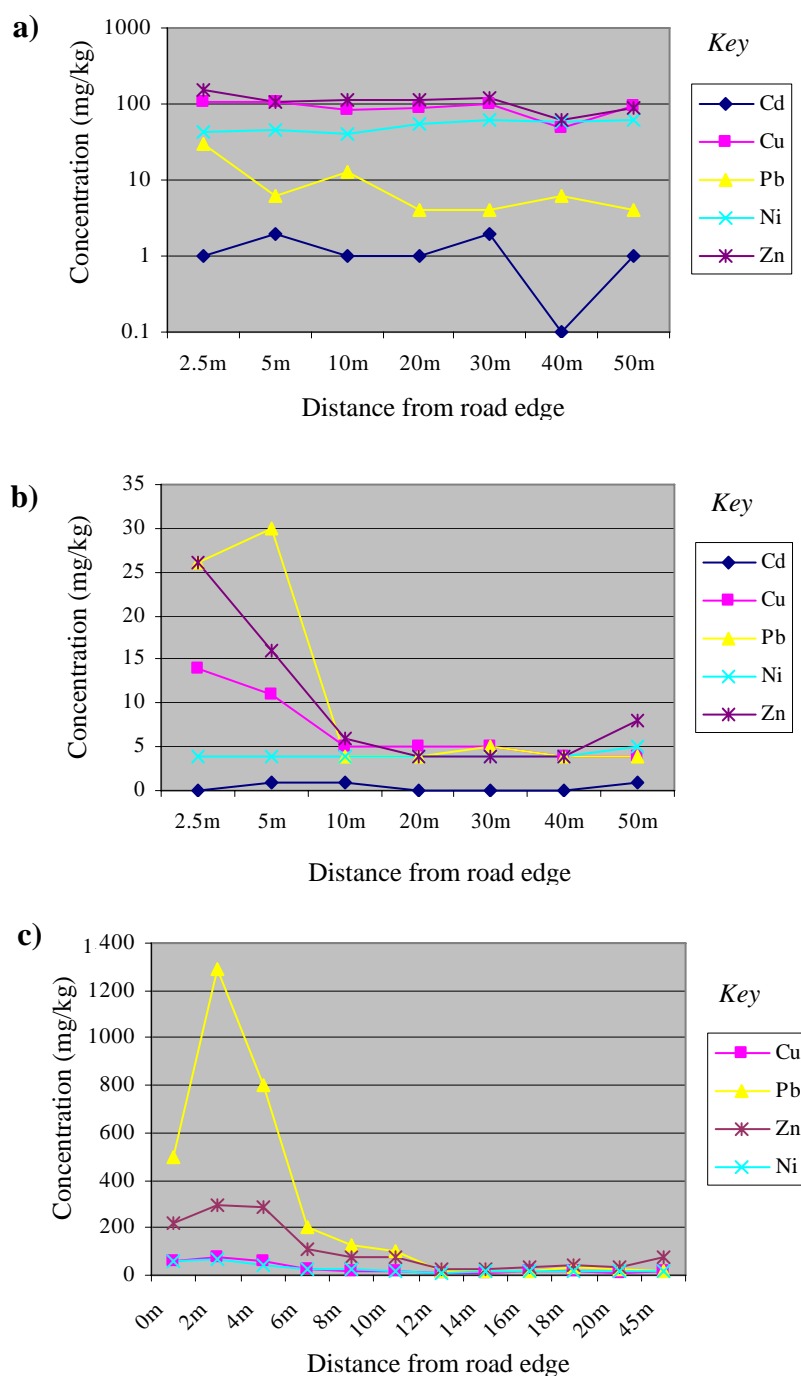 a)
Concentration (mg/kg)
1000
100
10
1
0.1
2.5m 5m 10m 20m 30m 40m 50m
Distance from road edge
Key
Cd
Cu
Pb
Ni
Zn
b)
Concentration (mg/kg)
35
30
25
20
15
10
5
0
2.5m 5m 10m 20m 30m 40m 50m
Distance from road edge
Key
Cd
Cu
Pb
Ni
Zn
c)
Concentration (mg/kg)
1400
1200
1000
800
600
400
200
0
0m 2m 4m 6m 8m 10m 12m 14m 16m 18m 20m 45m
Distance from road edge
Key
Cu
Pb
Zn
Ni